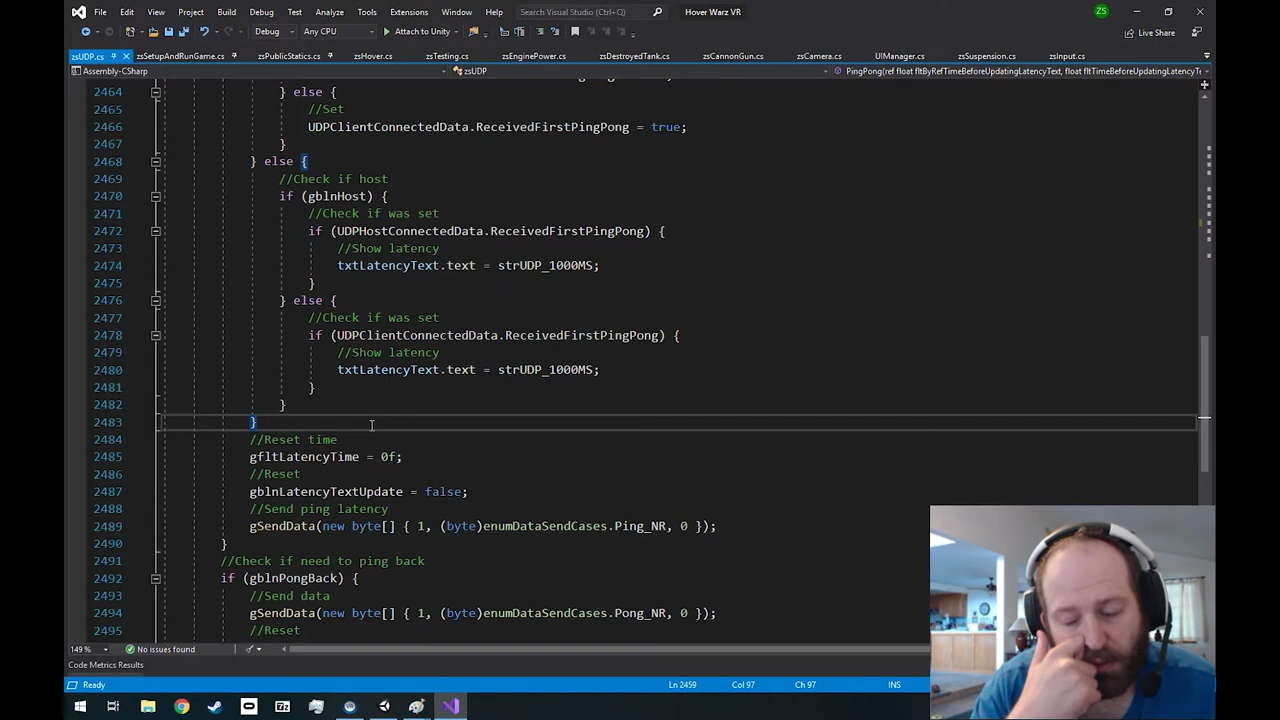 File Edit View Git Project Build Debug Test Analyze Tools Extensions Window Help Search Visual Studio (Ctrl+Q) Hover Warz VR ZS
Debug Any CPU Attach to Unity Live Share
zsUDP.cs zsSetupAndRunGame.cs zsPublicStatics.cs zsHover.cs zsTesting.cs zsEnginePower.cs zsDestroyedTank.cs zsCannonGun.cs zsCamera.cs UIManager.cs zsSuspension.cs zsInput.cs
Assembly-CSharp zsUDP PingPong(ref float fltByRefTimeBeforeUpdatingLatencyText, float fltTimeBeforeUpdatingLatencyTe
2464 } else {
2465 //Set
2466 UDPClientConnectedData.ReceivedFirstPingPong = true;
2467 }
2468 } else {
2469 //Check if host
2470 if (gblnHost) {
2471 //Check if was set
2472 if (UDPHostConnectedData.ReceivedFirstPingPong) {
2473 //Show latency
2474 txtLatencyText.text = strUDP_1000MS;
2475 }
2476 } else {
2477 //Check if was set
2478 if (UDPClientConnectedData.ReceivedFirstPingPong) {
2479 //Show latency
2480 txtLatencyText.text = strUDP_1000MS;
2481 }
2482 }
2483 }
2484 //Reset time
2485 gfltLatencyTime = 0f;
2486 //Reset
2487 gblnLatencyTextUpdate = false;
2488 //Send ping latency
2489 gSendData(new byte[] { 1, (byte)enumDataSendCases.Ping_NR, 0 });
2490 }
2491 //Check if need to ping back
2492 if (gblnPongBack) {
2493 //Send data
2494 gSendData(new byte[] { 1, (byte)enumDataSendCases.Pong_NR, 0 });
2495 //Reset
149 % No issues found
Code Metrics Results
Ready Ln 2459 Col 97 Ch 97 INS